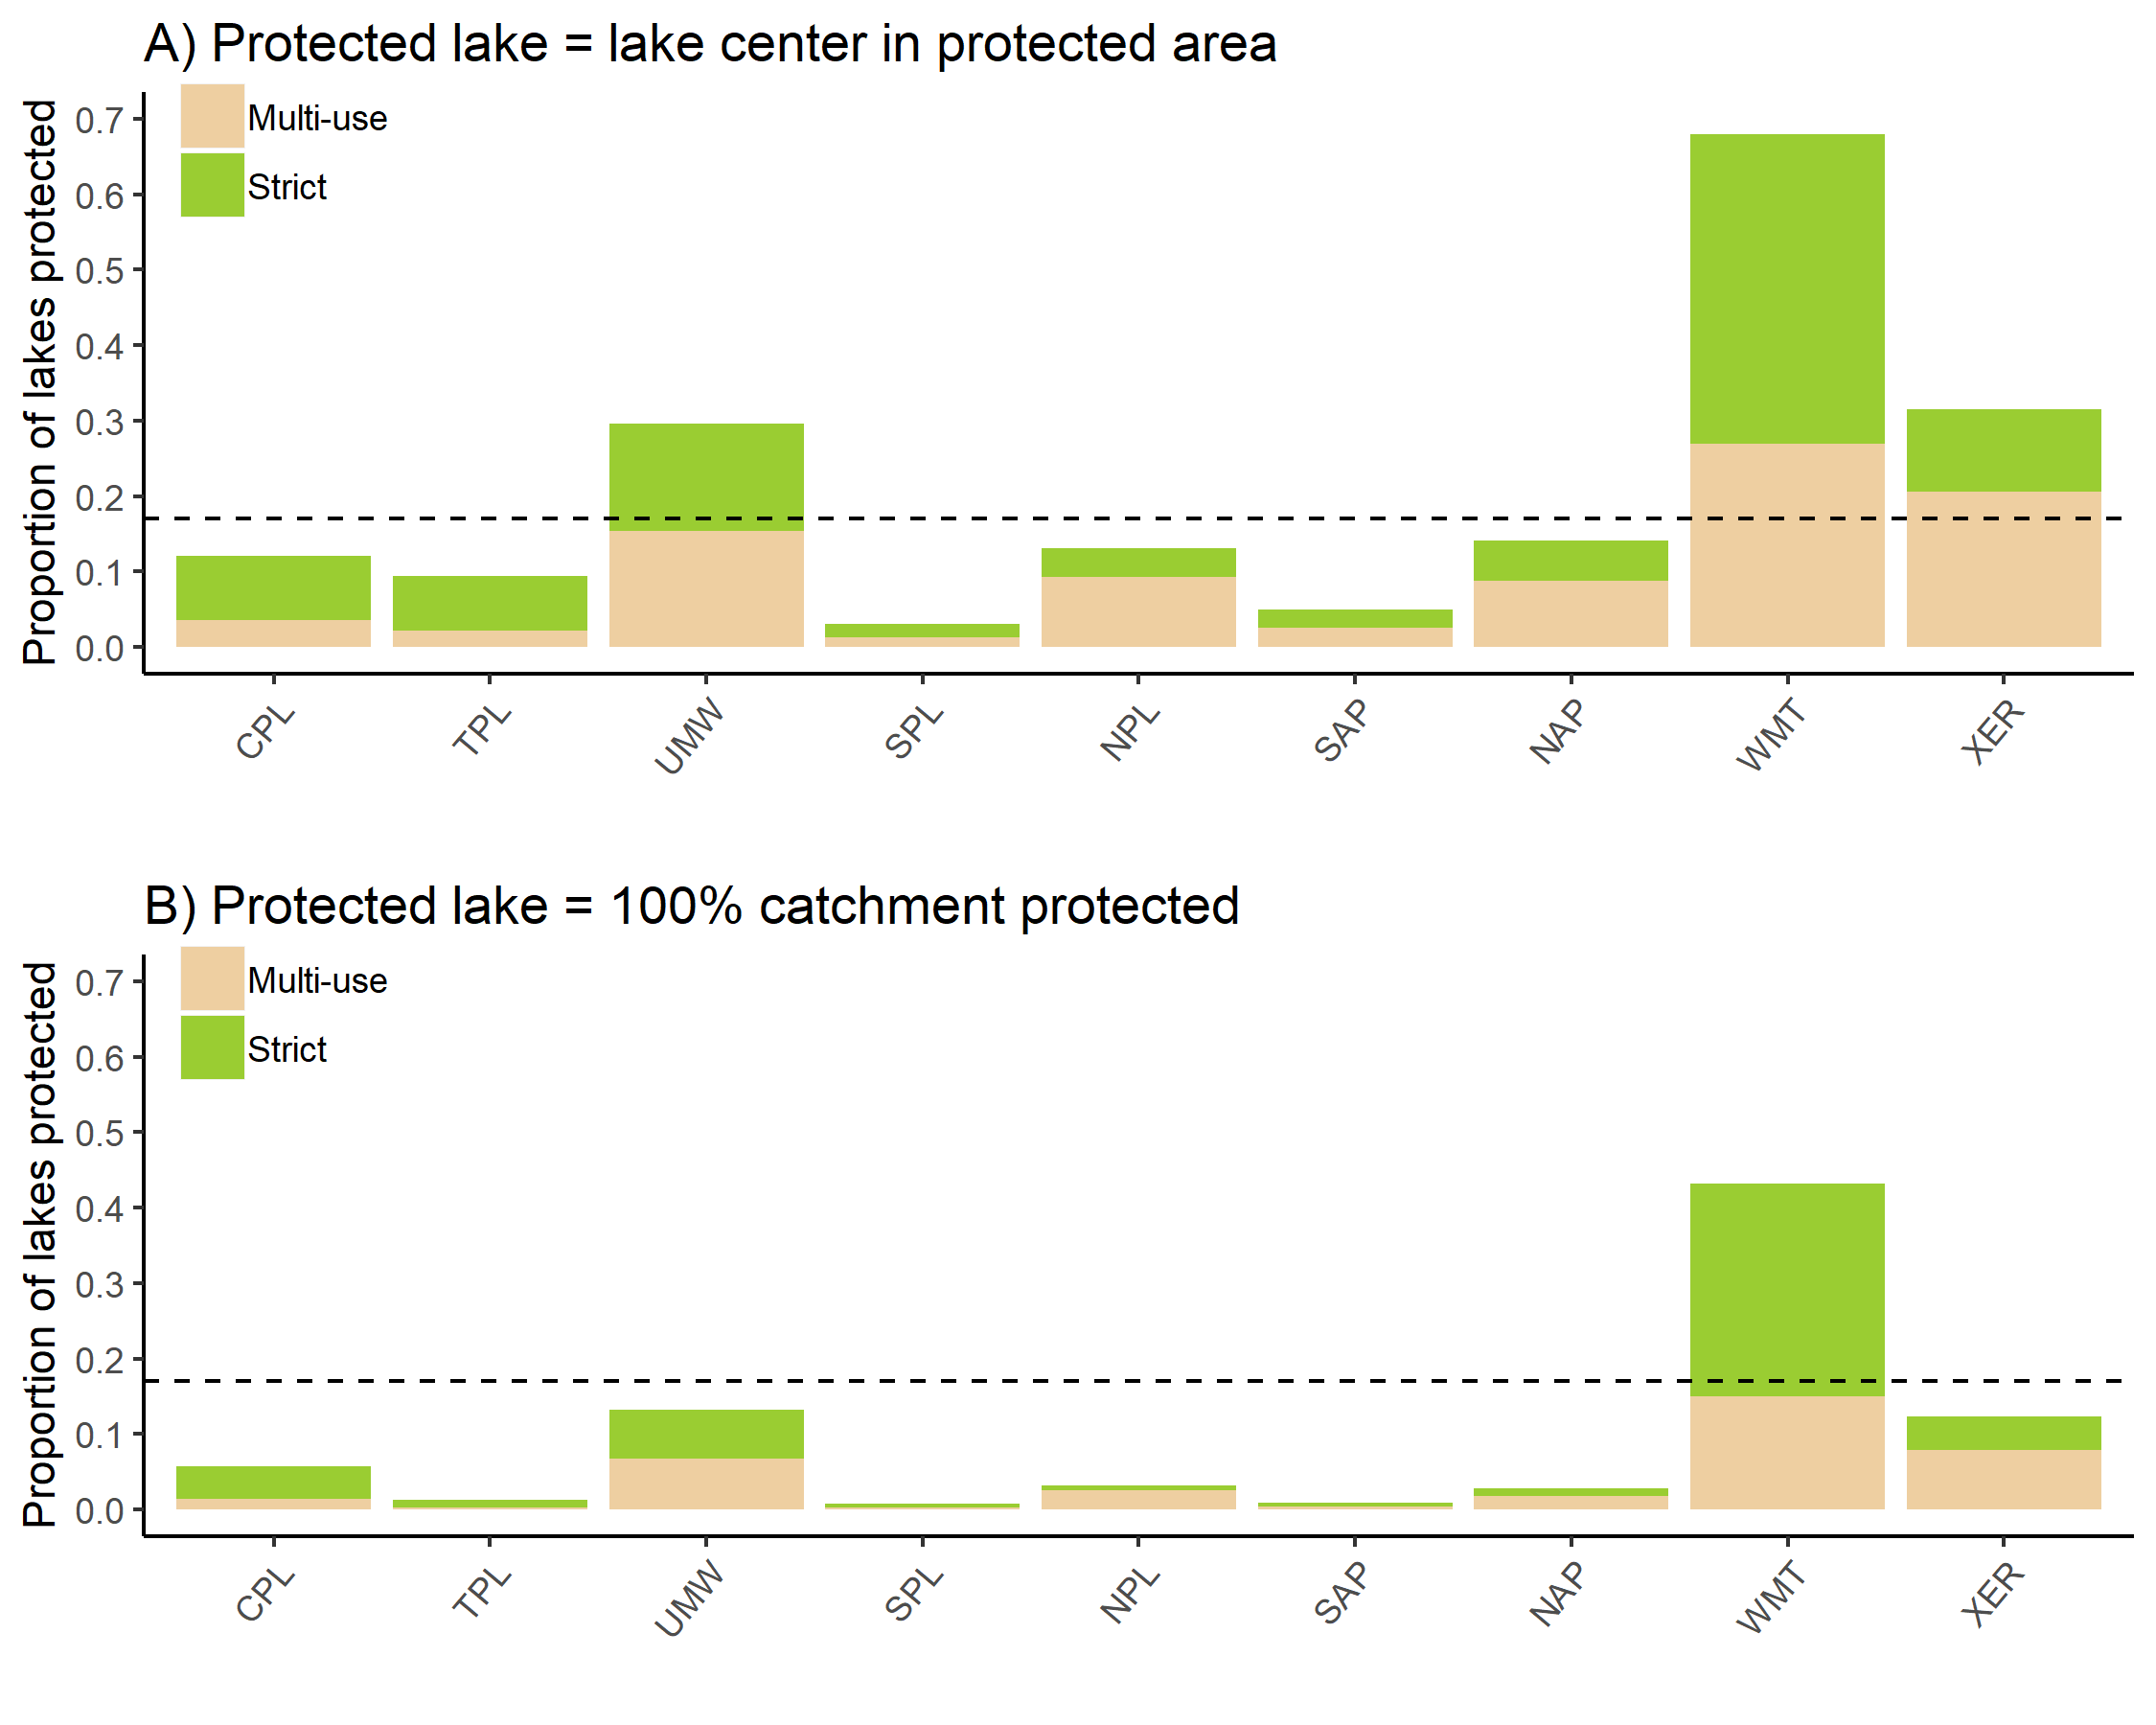 A) Protected lake = lake center in protected area
Proportion of lakes protected
0.7
0.6
0.5
0.4
0.3
0.2
0.1
0.0
Multi-use
Strict
CPL TPL UMW SPL NPL SAP NAP WMT XER
B) Protected lake = 100% catchment protected
Proportion of lakes protected
0.7
0.6
0.5
0.4
0.3
0.2
0.1
0.0
Multi-use
Strict
CPL TPL UMW SPL NPL SAP NAP WMT XER